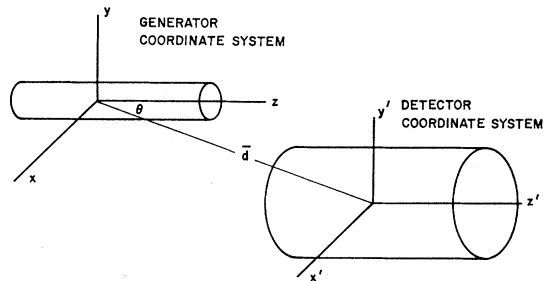 y
GENERATOR
COORDINATE SYSTEM
z
θ
x
d̅
y′
DETECTOR
COORDINATE SYSTEM
z′
x′